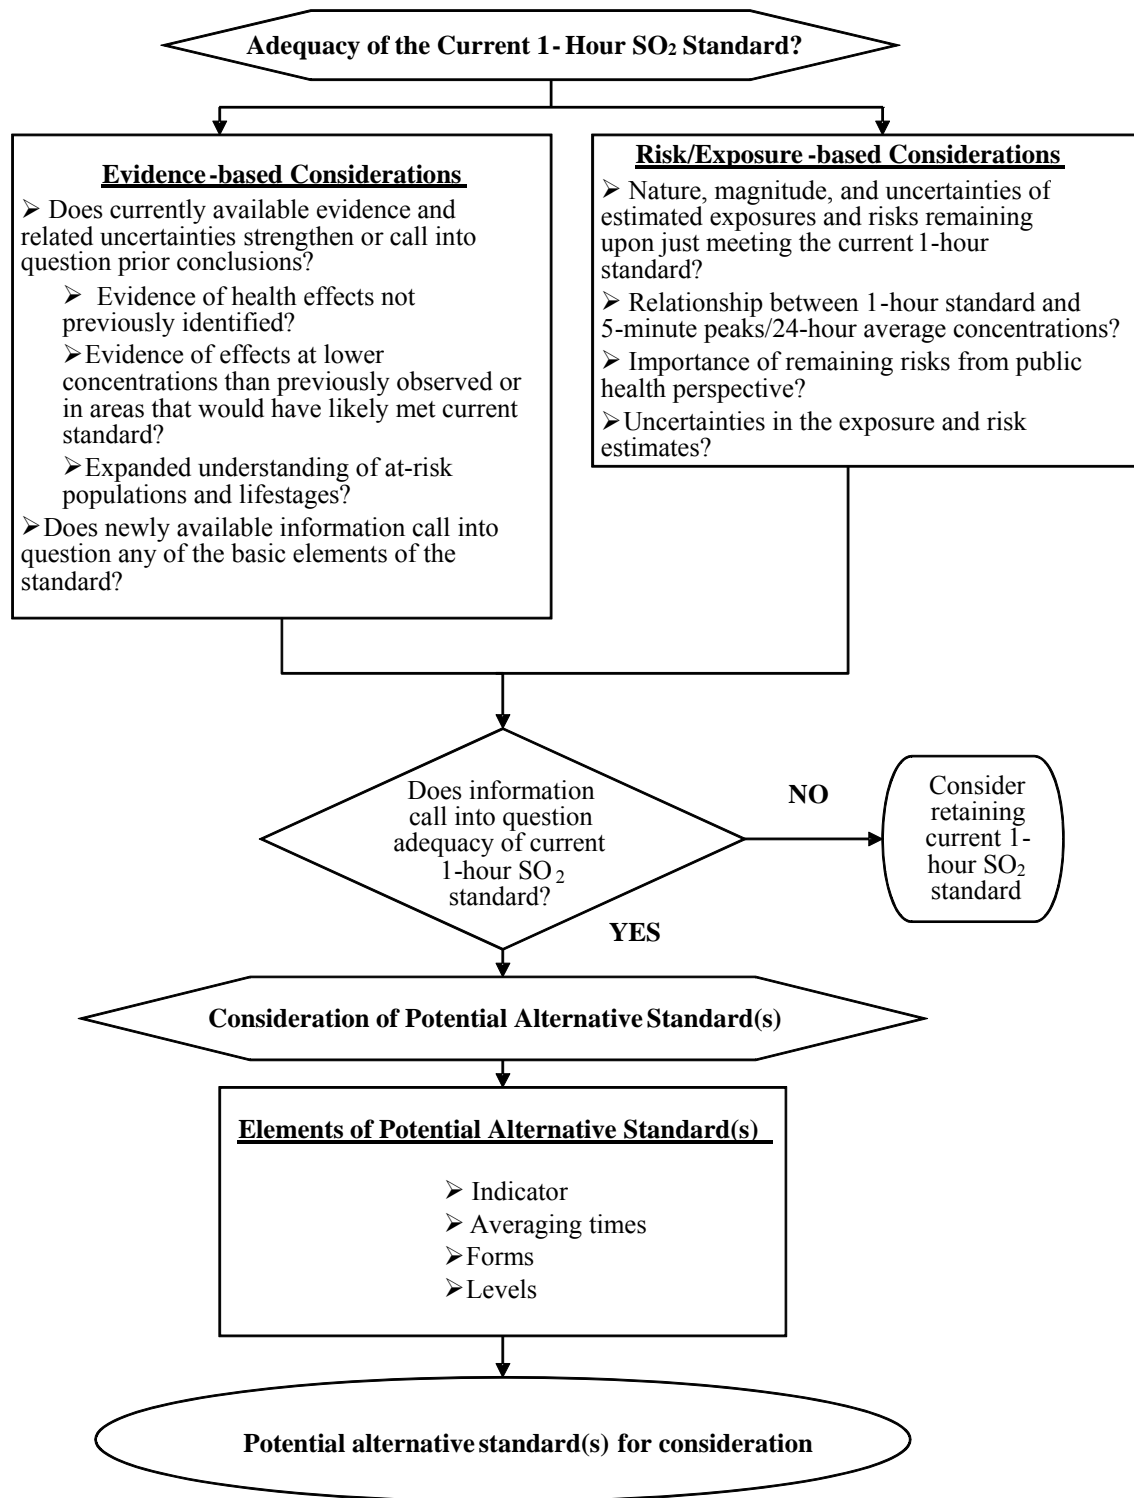 Adequacy of the Current 1-Hour SO2 Standard?
Evidence-based Considerations
➢ Does currently available evidence and
related uncertainties strengthen or call into
question prior conclusions?
➢ Evidence of health effects not
previously identified?
➢Evidence of effects at lower
concentrations than previously observed or
in areas that would have likely met current
standard?
➢Expanded understanding of at-risk
populations and lifestages?
➢Does newly available information call into
question any of the basic elements of the
standard?
Risk/Exposure-based Considerations
➢ Nature, magnitude, and uncertainties of
estimated exposures and risks remaining
upon just meeting the current 1-hour
standard?
➢ Relationship between 1-hour standard and
5-minute peaks/24-hour average concentrations?
➢ Importance of remaining risks from public
health perspective?
➢Uncertainties in the exposure and risk
estimates?
Does information
call into question
adequacy of current
1-hour SO2
standard?
NO
Consider
retaining
current 1-
hour SO2
standard
YES
Consideration of Potential Alternative Standard(s)
Elements of Potential Alternative Standard(s)
➢ Indicator
➢ Averaging times
➢Forms
➢Levels
Potential alternative standard(s) for consideration